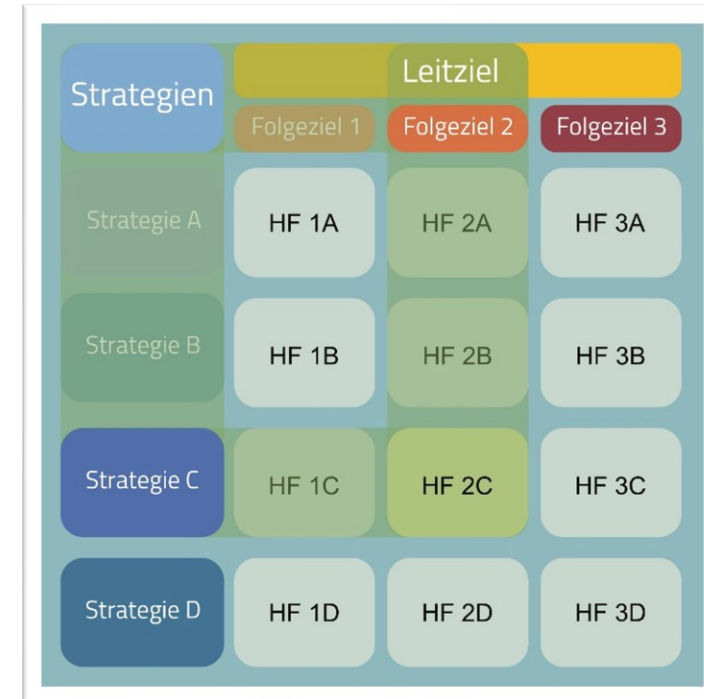 Strategien
Leitziel
Folgeziel 1 Folgeziel 2 Folgeziel 3
Strategie A HF 1A HF 2A HF 3A
Strategie B HF 1B HF 2B HF 3B
Strategie C HF 1C HF 2C HF 3C
Strategie D HF 1D HF 2D HF 3D